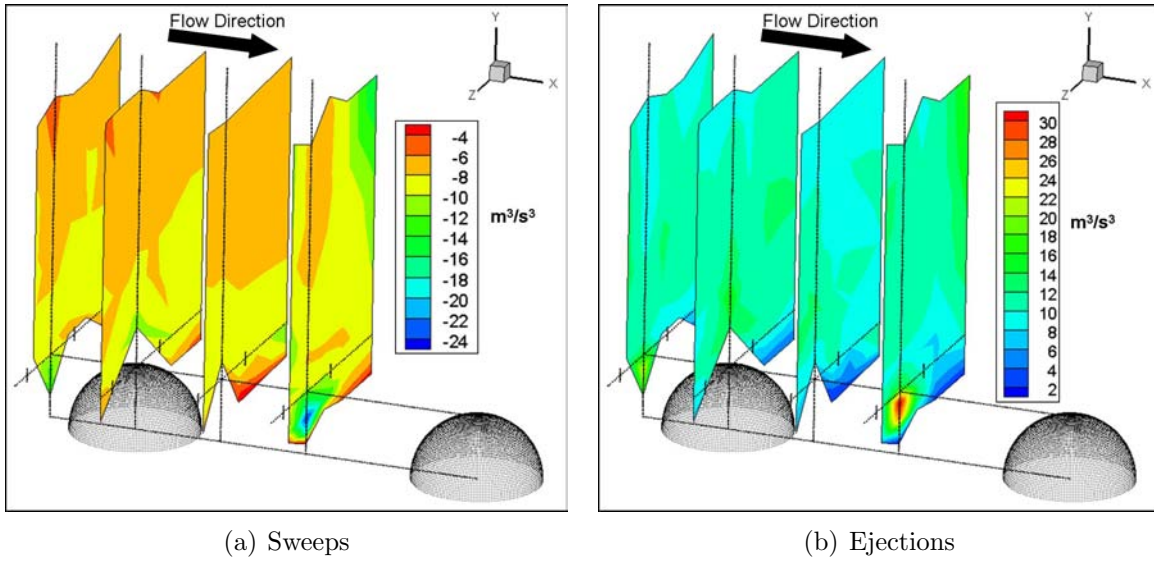 Flow Direction
Y
X
Z
-4
-6
-8
-10
-12
-14
-16
-18
-20
-22
-24
m³/s³
Flow Direction
Y
X
Z
30
28
26
24
22
20
18
16
14
12
10
8
6
4
2
m³/s³
(a) Sweeps
(b) Ejections